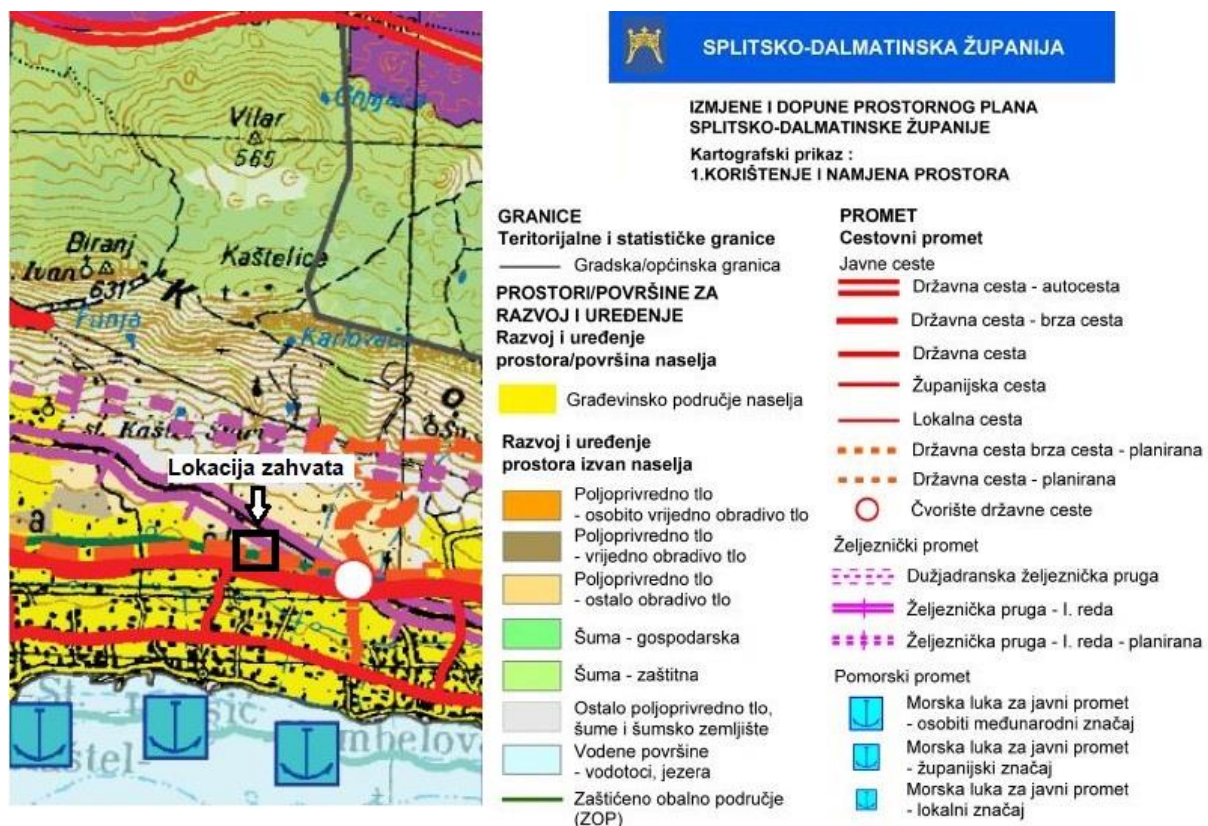 Vilar
565
Biranj
Ivan
631
Kaštelice
K
Lokacija zahvata
a
SPLITSKO-DALMATINSKA ŽUPANIJA
IZMJENE I DOPUNE PROSTORNOG PLANA
SPLITSKO-DALMATINSKE ŽUPANIJE
Kartografski prikaz :
1.KORIŠTENJE I NAMJENA PROSTORA
GRANICE
Teritorijalne i statističke granice
Gradska/općinska granica
PROSTORI/POVRŠINE ZA
RAZVOJ I UREĐENJE
Razvoj i uređenje
prostora/površina naselja
Građevinsko područje naselja
Razvoj i uređenje
prostora izvan naselja
Poljoprivredno tlo
- osobito vrijedno obradivo tlo
Poljoprivredno tlo
- vrijedno obradivo tlo
Poljoprivredno tlo
- ostalo obradivo tlo
Šuma - gospodarska
Šuma - zaštitna
Ostalo poljoprivredno tlo,
šume i šumsko zemljište
Vodene površine
- vodotoci, jezera
Zaštićeno obalno područje
(ZOP)
PROMET
Cestovni promet
Javne ceste
Državna cesta - autocesta
Državna cesta - brza cesta
Državna cesta
Županijska cesta
Lokalna cesta
Državna cesta brza cesta - planirana
Državna cesta - planirana
Čvorište državne ceste
Željeznički promet
Dužjadranska željeznička pruga
Željeznička pruga - I. reda
Željeznička pruga - I. reda - planirana
Pomorski promet
Morska luka za javni promet
- osobiti međunarodni značaj
Morska luka za javni promet
- županijski značaj
Morska luka za javni promet
- lokalni značaj